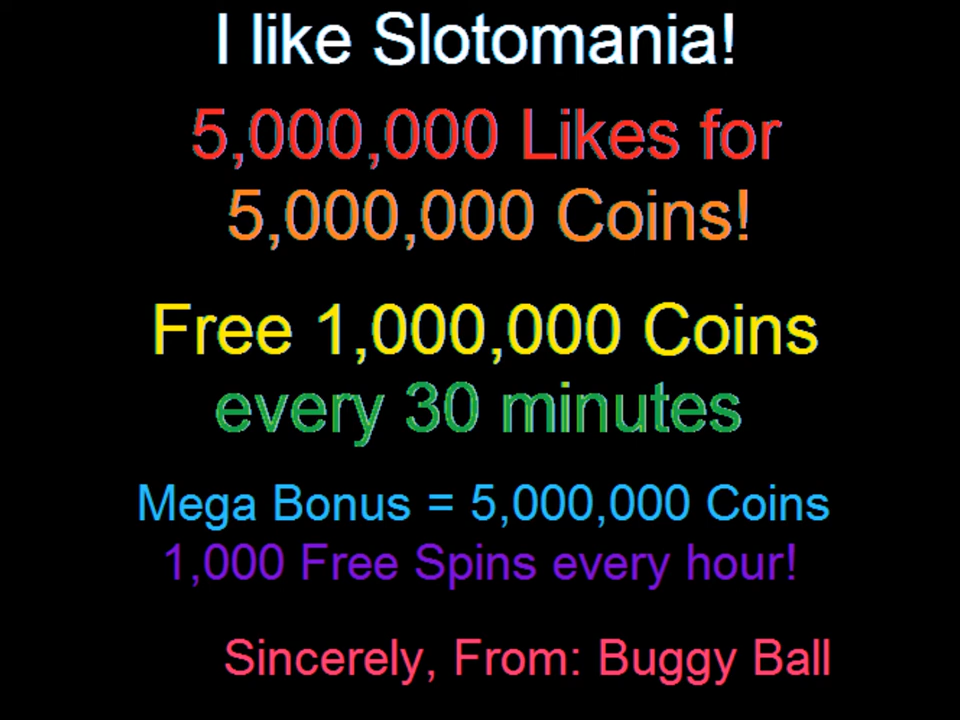 I like Slotomania!
5,000,000 Likes for
5,000,000 Coins!
Free 1,000,000 Coins
every 30 minutes
Mega Bonus = 5,000,000 Coins
1,000 Free Spins every hour!
Sincerely, From: Buggy Ball